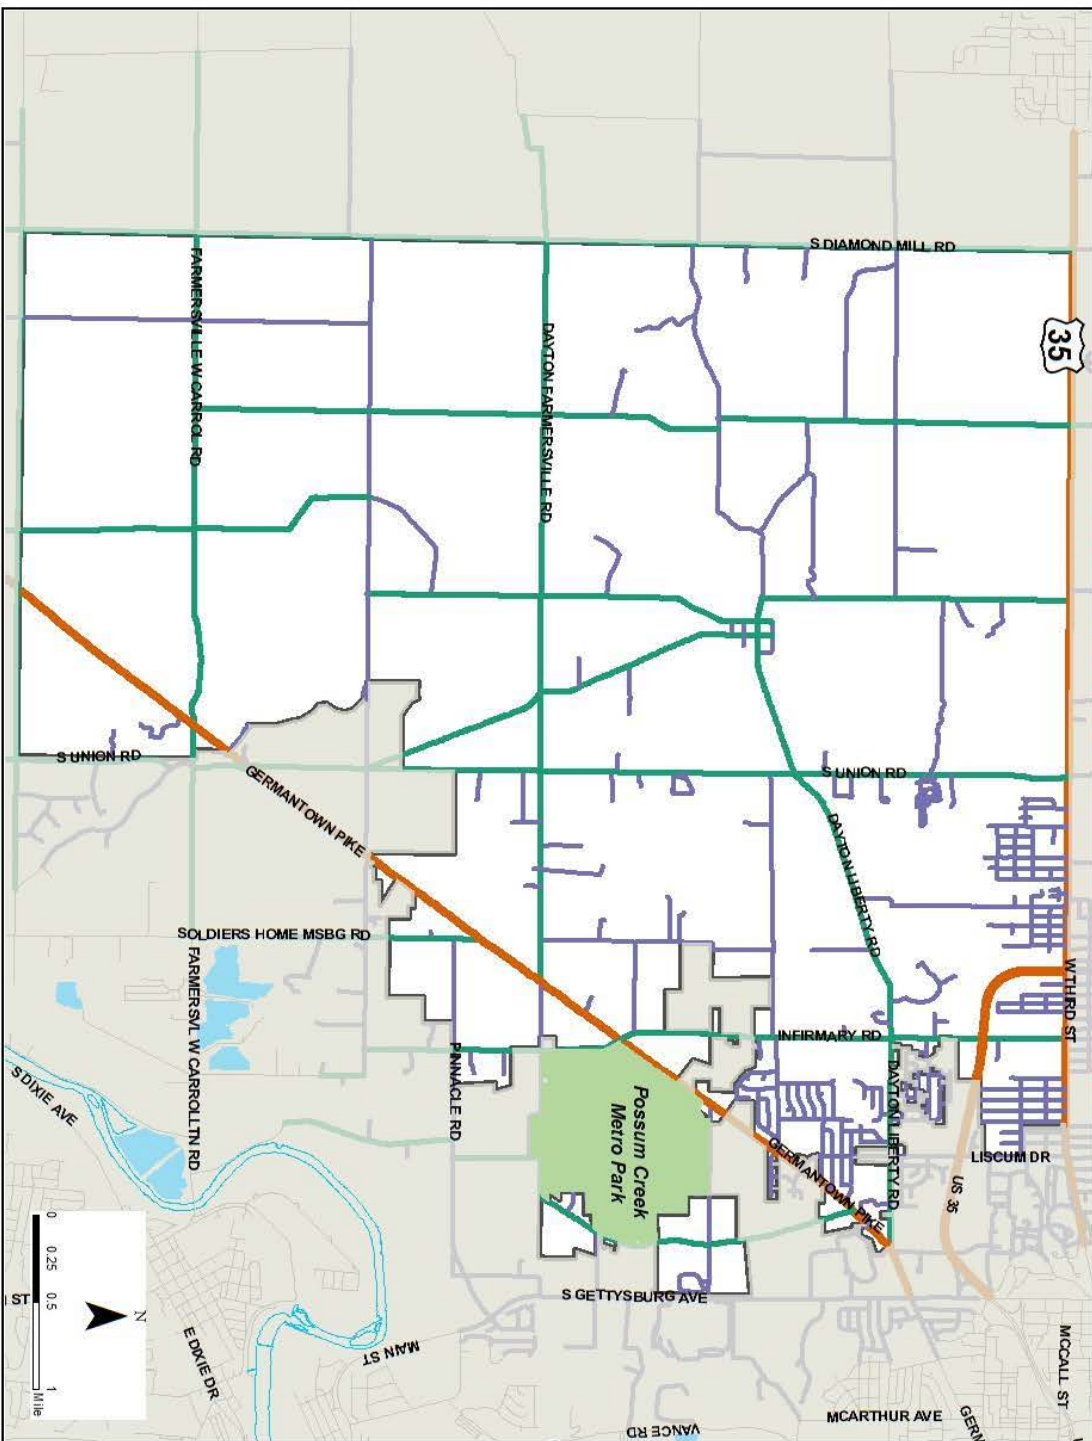 S DIAMOND MILL RD
35
FARMERSVILLE W CARROL RD
DAYTON FARMERSVILLE RD
S UNION RD
S UNION RD
GERMANTOWN PIKE
DAYTON LIBERTY RD
SOLDIERS HOME MSBG RD
FARMERSVL W CARROLLTN RD
W THIRD ST
INFIRMARY RD
PINNACLE RD
S DIXIE AVE
Possum Creek
Metro Park
DAYTON LIBERTY RD
GERMANTOWN PIKE
LISCUM DR
US 35
S GETTYSBURG AVE
MAIN ST
E DIXIE DR
ST
MCCALL ST
MCARTHUR AVE
GERM
VANCE RD
N
0 0.25 0.5 1
Mile